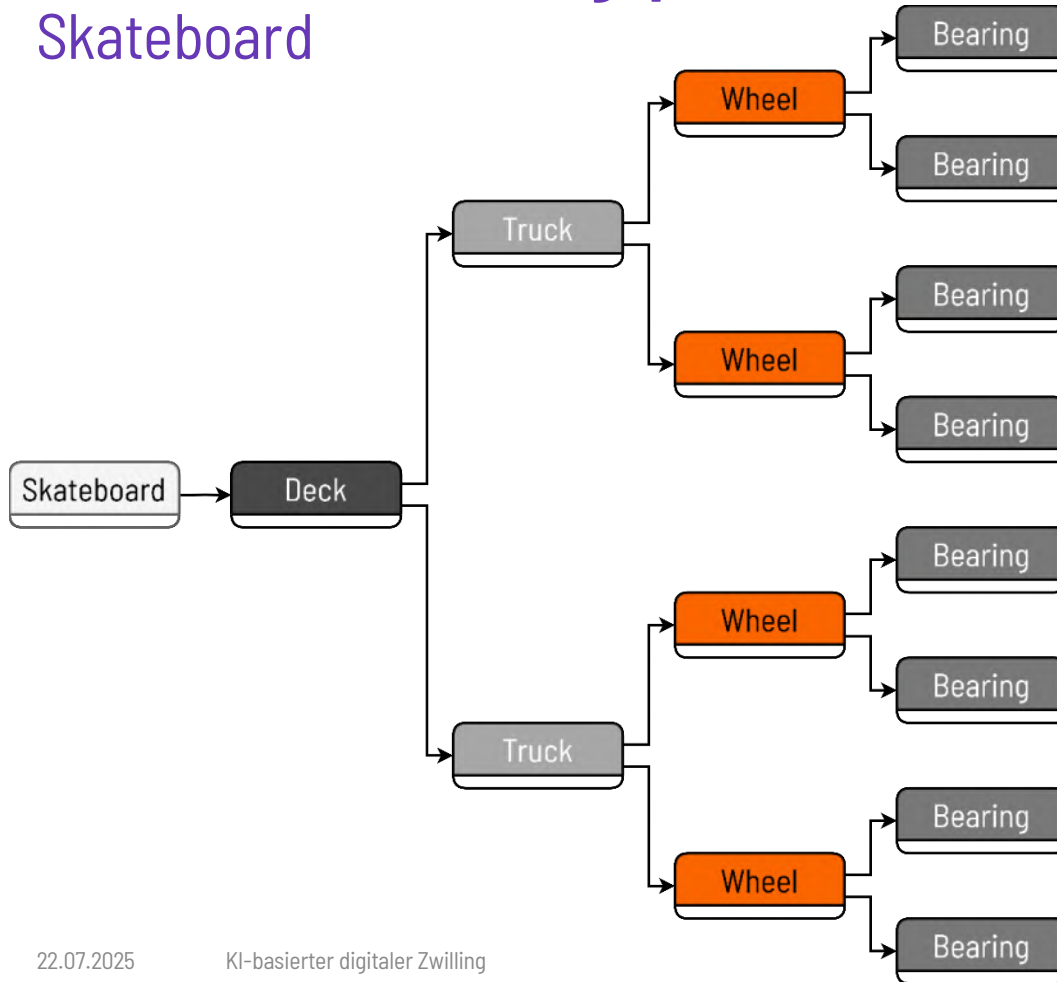 Skateboard
Bearing
Wheel
Bearing
Truck
Bearing
Wheel
Bearing
Skateboard
Deck
Bearing
Wheel
Bearing
Truck
Bearing
Wheel
Bearing
22.07.2025
KI-basierter digitaler Zwilling